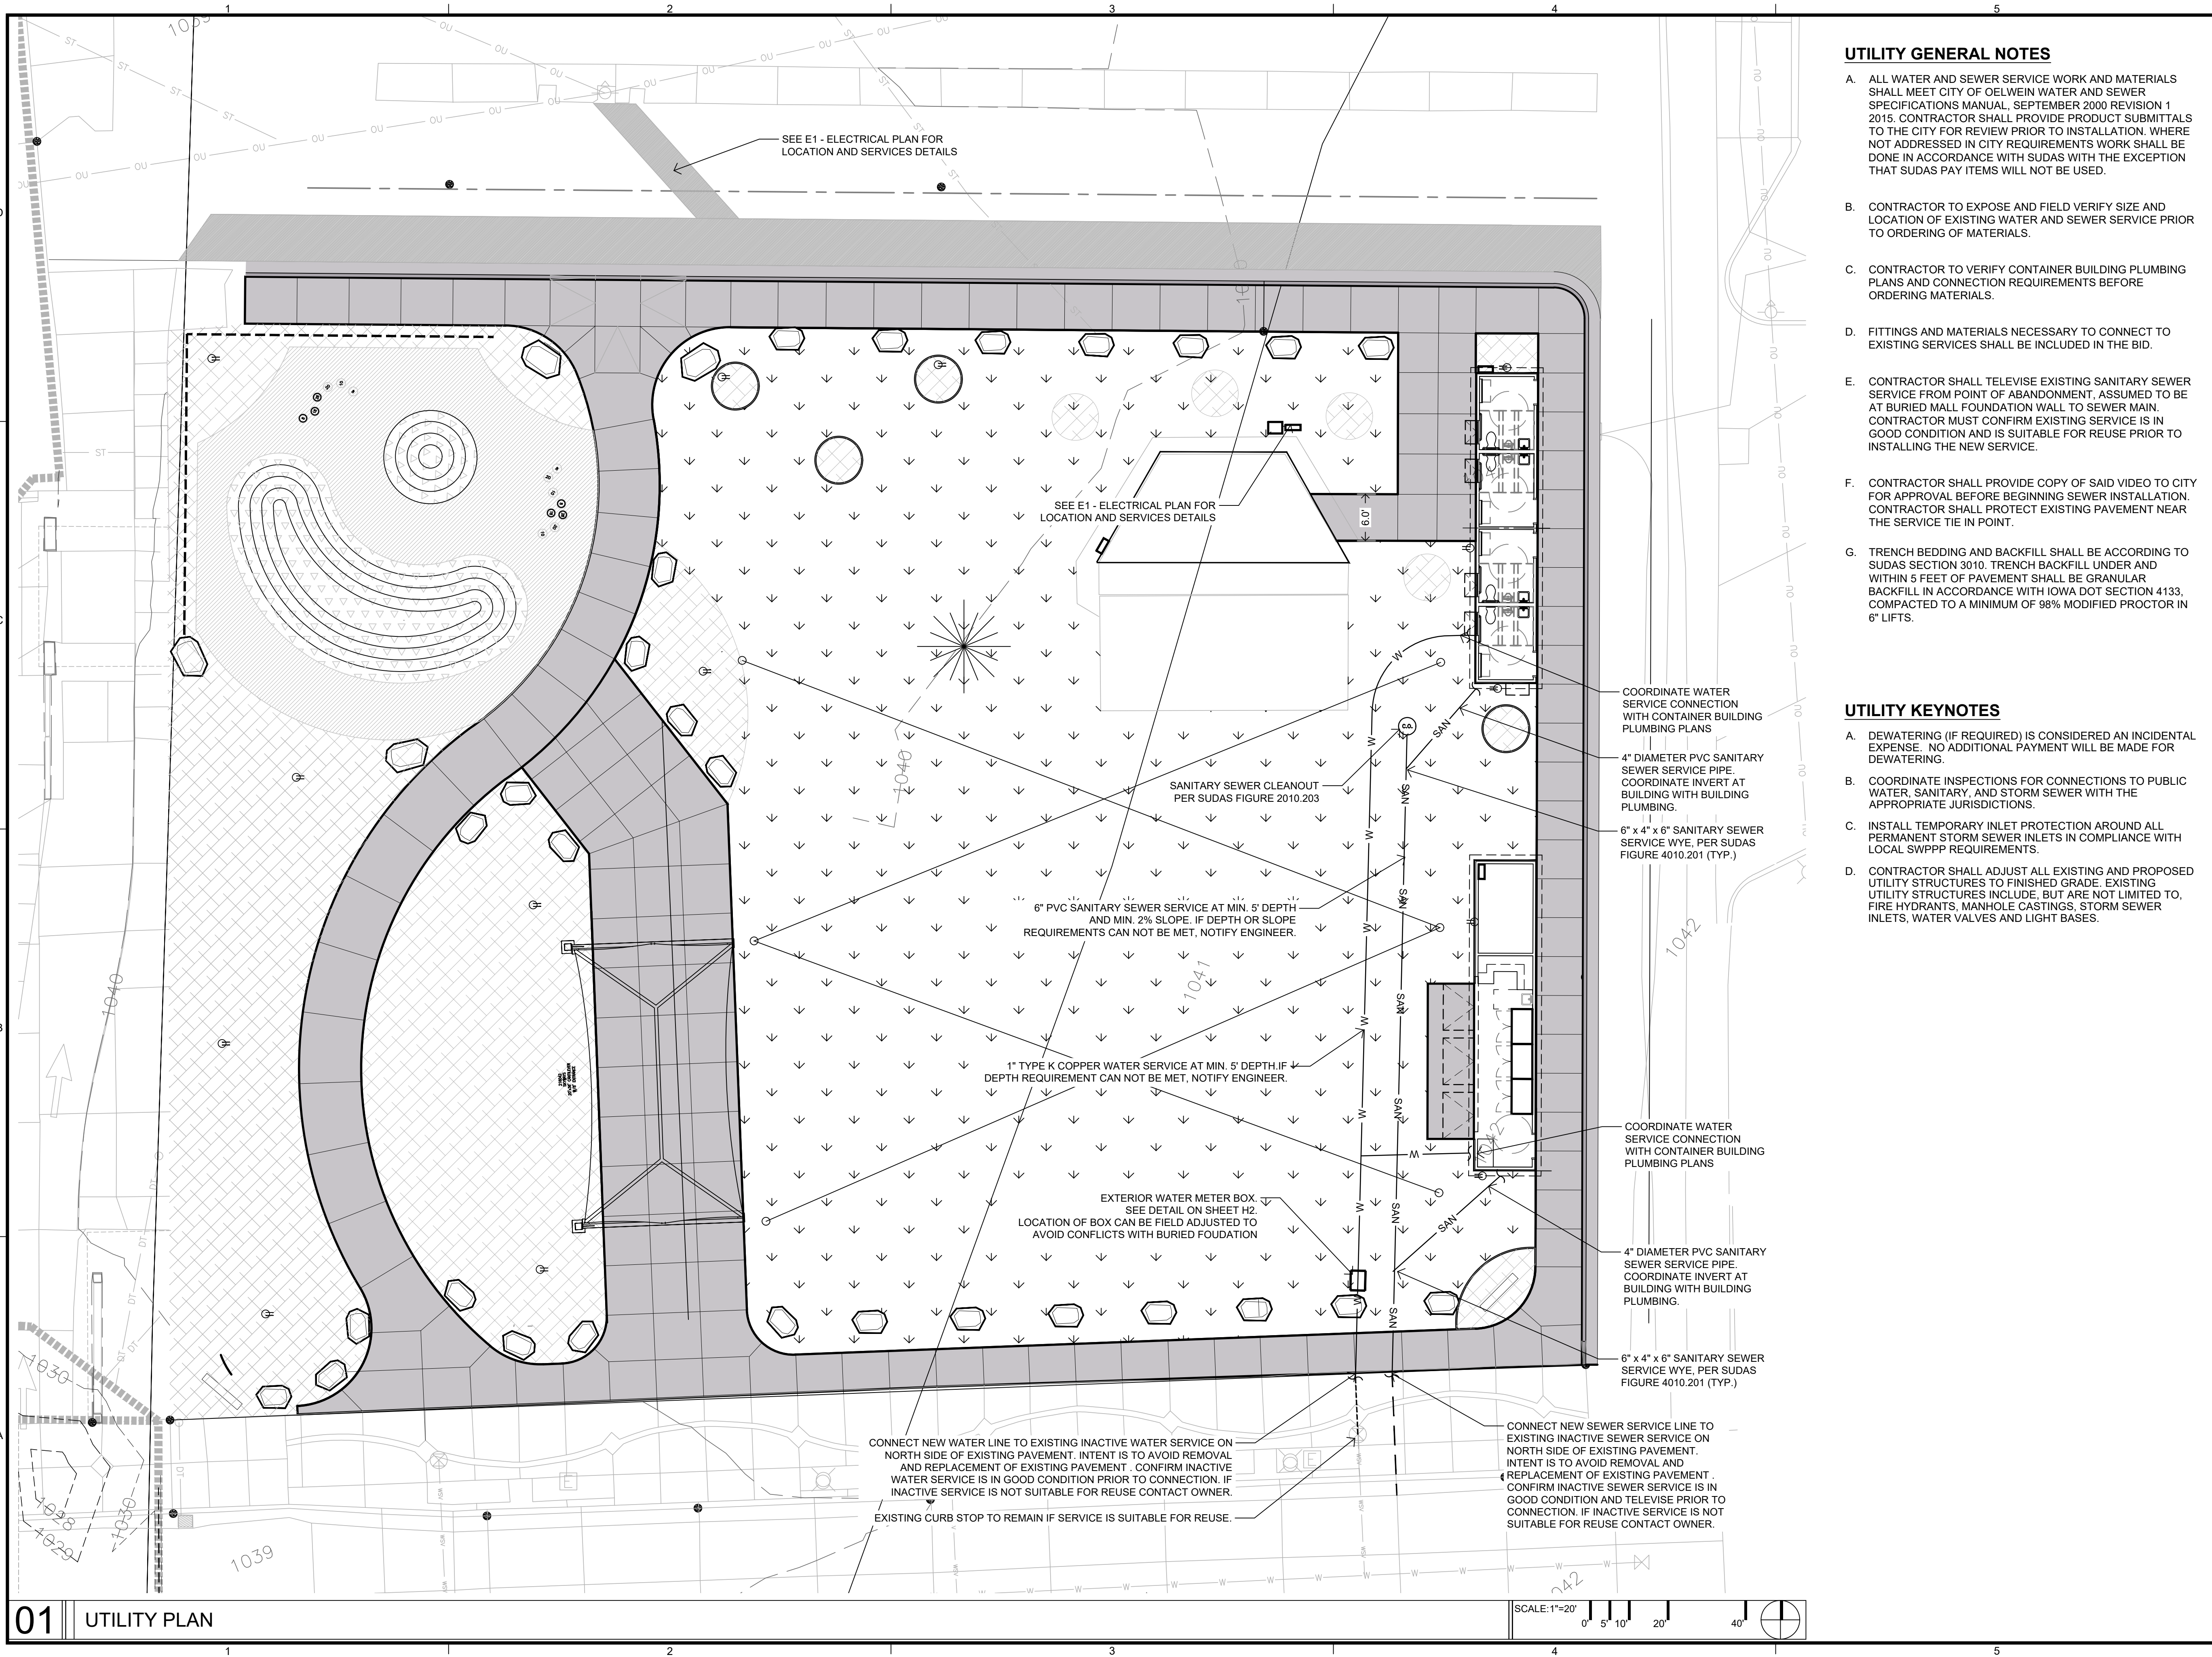 1
2
3
4
5
UTILITY GENERAL NOTES
A. ALL WATER AND SEWER SERVICE WORK AND MATERIALS
SHALL MEET CITY OF OELWEIN WATER AND SEWER
SPECIFICATIONS MANUAL, SEPTEMBER 2000 REVISION 1
2015. CONTRACTOR SHALL PROVIDE PRODUCT SUBMITTALS
TO THE CITY FOR REVIEW PRIOR TO INSTALLATION. WHERE
NOT ADDRESSED IN CITY REQUIREMENTS WORK SHALL BE
DONE IN ACCORDANCE WITH SUDAS WITH THE EXCEPTION
THAT SUDAS PAY ITEMS WILL NOT BE USED.
B. CONTRACTOR TO EXPOSE AND FIELD VERIFY SIZE AND
LOCATION OF EXISTING WATER AND SEWER SERVICE PRIOR
TO ORDERING OF MATERIALS.
C. CONTRACTOR TO VERIFY CONTAINER BUILDING PLUMBING
PLANS AND CONNECTION REQUIREMENTS BEFORE
ORDERING MATERIALS.
D. FITTINGS AND MATERIALS NECESSARY TO CONNECT TO
EXISTING SERVICES SHALL BE INCLUDED IN THE BID.
E. CONTRACTOR SHALL TELEVISE EXISTING SANITARY SEWER
SERVICE FROM POINT OF ABANDONMENT, ASSUMED TO BE
AT BURIED MALL FOUNDATION WALL TO SEWER MAIN.
CONTRACTOR MUST CONFIRM EXISTING SERVICE IS IN
GOOD CONDITION AND IS SUITABLE FOR REUSE PRIOR TO
INSTALLING THE NEW SERVICE.
F. CONTRACTOR SHALL PROVIDE COPY OF SAID VIDEO TO CITY
FOR APPROVAL BEFORE BEGINNING SEWER INSTALLATION.
CONTRACTOR SHALL PROTECT EXISTING PAVEMENT NEAR
THE SERVICE TIE IN POINT.
G. TRENCH BEDDING AND BACKFILL SHALL BE ACCORDING TO
SUDAS SECTION 3010. TRENCH BACKFILL UNDER AND
WITHIN 5 FEET OF PAVEMENT SHALL BE GRANULAR
BACKFILL IN ACCORDANCE WITH IOWA DOT SECTION 4133,
COMPACTED TO A MINIMUM OF 98% MODIFIED PROCTOR IN
6" LIFTS.
UTILITY KEYNOTES
A. DEWATERING (IF REQUIRED) IS CONSIDERED AN INCIDENTAL
EXPENSE. NO ADDITIONAL PAYMENT WILL BE MADE FOR
DEWATERING.
B. COORDINATE INSPECTIONS FOR CONNECTIONS TO PUBLIC
WATER, SANITARY, AND STORM SEWER WITH THE
APPROPRIATE JURISDICTIONS.
C. INSTALL TEMPORARY INLET PROTECTION AROUND ALL
PERMANENT STORM SEWER INLETS IN COMPLIANCE WITH
LOCAL SWPPP REQUIREMENTS.
D. CONTRACTOR SHALL ADJUST ALL EXISTING AND PROPOSED
UTILITY STRUCTURES TO FINISHED GRADE. EXISTING
UTILITY STRUCTURES INCLUDE, BUT ARE NOT LIMITED TO,
FIRE HYDRANTS, MANHOLE CASTINGS, STORM SEWER
INLETS, WATER VALVES AND LIGHT BASES.
SEE E1 - ELECTRICAL PLAN FOR
LOCATION AND SERVICES DETAILS
SEE E1 - ELECTRICAL PLAN FOR
LOCATION AND SERVICES DETAILS
6.0'
COORDINATE WATER
SERVICE CONNECTION
WITH CONTAINER BUILDING
PLUMBING PLANS
4" DIAMETER PVC SANITARY
SEWER SERVICE PIPE.
COORDINATE INVERT AT
BUILDING WITH BUILDING
PLUMBING.
6" x 4" x 6" SANITARY SEWER
SERVICE WYE, PER SUDAS
FIGURE 4010.201 (TYP.)
SANITARY SEWER CLEANOUT
PER SUDAS FIGURE 2010.203
6" PVC SANITARY SEWER SERVICE AT MIN. 5' DEPTH
AND MIN. 2% SLOPE. IF DEPTH OR SLOPE
REQUIREMENTS CAN NOT BE MET, NOTIFY ENGINEER.
1" TYPE K COPPER WATER SERVICE AT MIN. 5' DEPTH.IF
DEPTH REQUIREMENT CAN NOT BE MET, NOTIFY ENGINEER.
COORDINATE WATER
SERVICE CONNECTION
WITH CONTAINER BUILDING
PLUMBING PLANS
EXTERIOR WATER METER BOX.
SEE DETAIL ON SHEET H2.
LOCATION OF BOX CAN BE FIELD ADJUSTED TO
AVOID CONFLICTS WITH BURIED FOUDATION
4" DIAMETER PVC SANITARY
SEWER SERVICE PIPE.
COORDINATE INVERT AT
BUILDING WITH BUILDING
PLUMBING.
6" x 4" x 6" SANITARY SEWER
SERVICE WYE, PER SUDAS
FIGURE 4010.201 (TYP.)
CONNECT NEW WATER LINE TO EXISTING INACTIVE WATER SERVICE ON
NORTH SIDE OF EXISTING PAVEMENT. INTENT IS TO AVOID REMOVAL
AND REPLACEMENT OF EXISTING PAVEMENT . CONFIRM INACTIVE
WATER SERVICE IS IN GOOD CONDITION PRIOR TO CONNECTION. IF
INACTIVE SERVICE IS NOT SUITABLE FOR REUSE CONTACT OWNER.
EXISTING CURB STOP TO REMAIN IF SERVICE IS SUITABLE FOR REUSE.
CONNECT NEW SEWER SERVICE LINE TO
EXISTING INACTIVE SEWER SERVICE ON
NORTH SIDE OF EXISTING PAVEMENT.
INTENT IS TO AVOID REMOVAL AND
REPLACEMENT OF EXISTING PAVEMENT .
CONFIRM INACTIVE SEWER SERVICE IS IN
GOOD CONDITION AND TELEVISE PRIOR TO
CONNECTION. IF INACTIVE SERVICE IS NOT
SUITABLE FOR REUSE CONTACT OWNER.
1039
1040
1040
1041
1042
1030
1028
1029
1030
1039
SAN
SAN
SAN
SAN
SAN
SAN
SAN
SAN
W
W
W
W
W
W
W
W
01
UTILITY PLAN
SCALE:1"=20'
0' 5' 10' 20' 40'
1
2
3
4
5